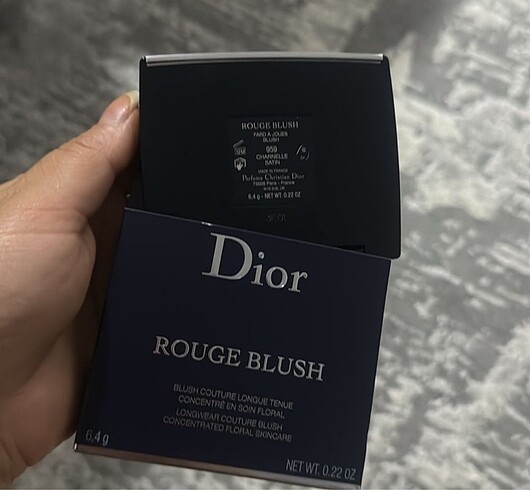 ROUGE BLUSH
FARD À JOUES
BLUSH
959
CHARNELLE
SATIN
MADE IN FRANCE
Parfums Christian Dior
75008 Paris - France
6,4 g - NET WT. 0.22 OZ
Dior
ROUGE BLUSH
BLUSH COUTURE LONGUE TENUE
CONCENTRÉ EN SOIN FLORAL
LONGWEAR COUTURE BLUSH
CONCENTRATED FLORAL SKINCARE
6,4 g
NET WT. 0.22 OZ